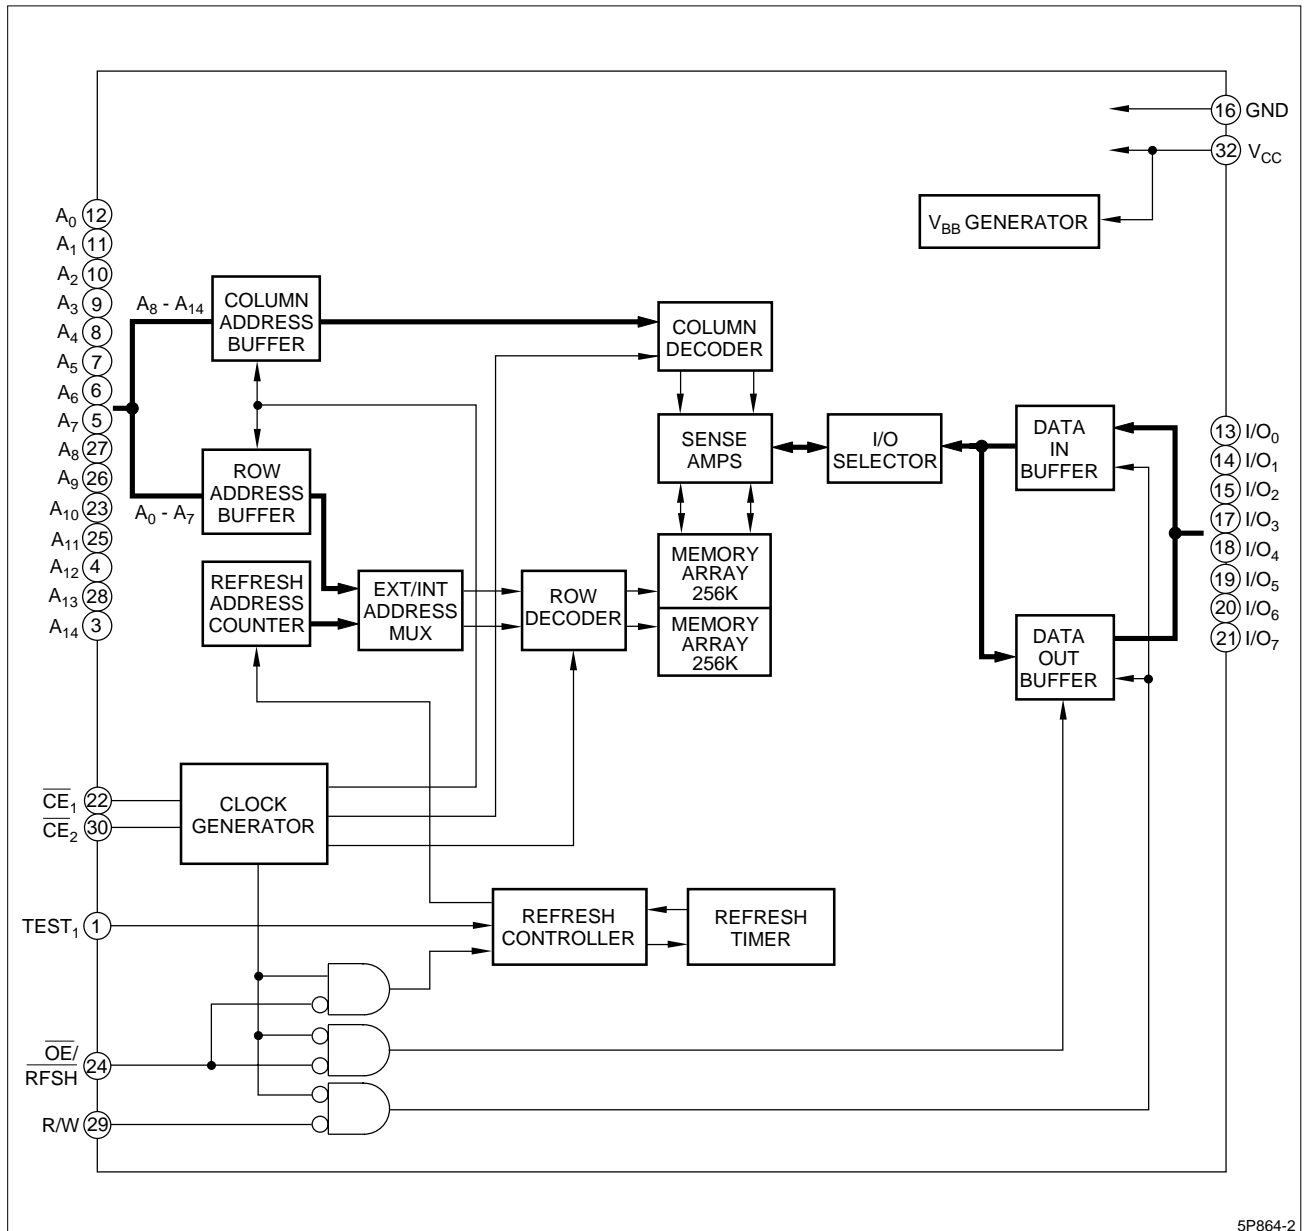 16 GND
32 VCC
VBB GENERATOR
A0 12
A1 11
A2 10
A3 9
A4 8
A5 7
A6 6
A7 5
A8 27
A9 26
A10 23
A11 25
A12 4
A13 28
A14 3
A8 - A14
COLUMN
ADDRESS
BUFFER
A0 - A7
ROW
ADDRESS
BUFFER
REFRESH
ADDRESS
COUNTER
EXT/INT
ADDRESS
MUX
ROW
DECODER
COLUMN
DECODER
SENSE
AMPS
MEMORY
ARRAY
256K
MEMORY
ARRAY
256K
I/O
SELECTOR
DATA
IN
BUFFER
DATA
OUT
BUFFER
13 I/O0
14 I/O1
15 I/O2
17 I/O3
18 I/O4
19 I/O5
20 I/O6
21 I/O7
CE1 22
CE2 30
CLOCK
GENERATOR
TEST1 1
REFRESH
CONTROLLER
REFRESH
TIMER
OE/
RFSH 24
R/W 29
5P864-2